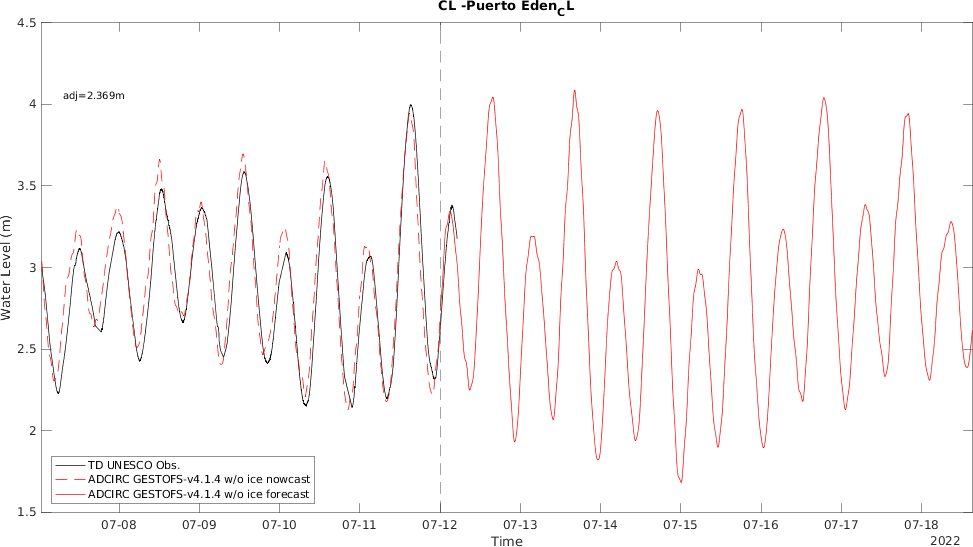 CL -Puerto Eden_CL
4.5
4
3.5
3
2.5
2
1.5
Water Level (m)
adj=2.369m
TD UNESCO Obs.
ADCIRC GESTOFS-v4.1.4 w/o ice nowcast
ADCIRC GESTOFS-v4.1.4 w/o ice forecast
07-08 07-09 07-10 07-11 07-12 07-13 07-14 07-15 07-16 07-17 07-18
Time
2022